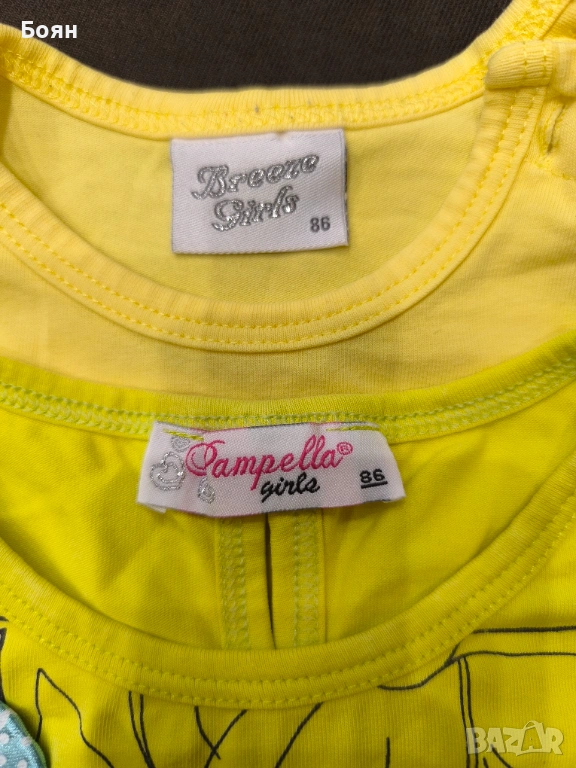 Боян
Breeze
Girls
86
Pampella®
girls
86
BAZAR